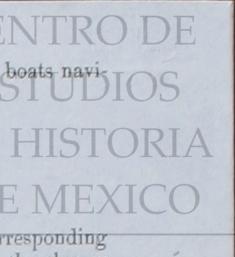 ENTRO DE
boats navi-
STUDIOS
HISTORIA
E MEXICO
rresponding